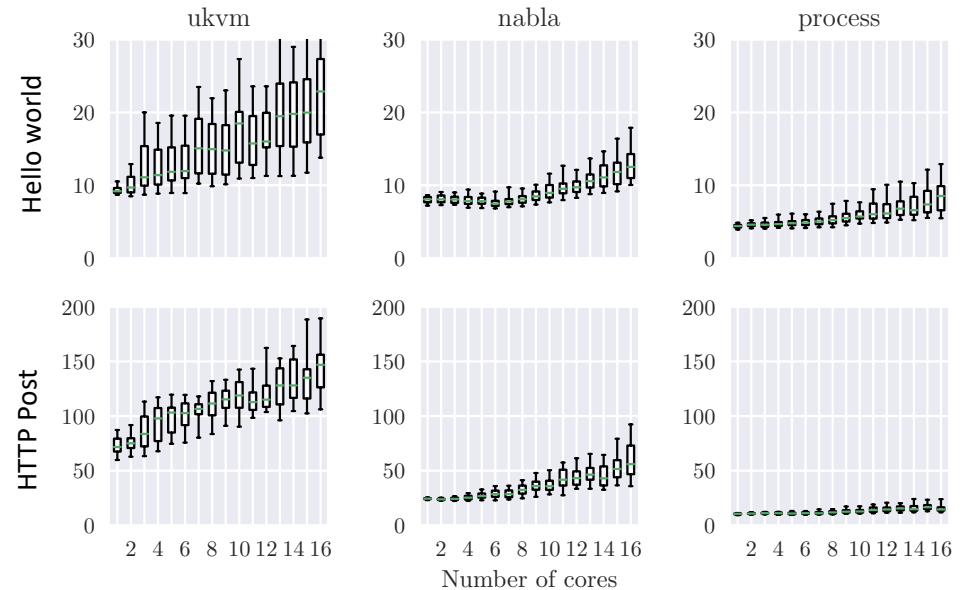 ukvm nabla process
Hello world
30 30 30
20 20 20
10 10 10
0 0 0
HTTP Post
200 200 200
150 150 150
100 100 100
50 50 50
0 0 0
2 4 6 8 10 12 14 16 2 4 6 8 10 12 14 16 2 4 6 8 10 12 14 16
Number of cores